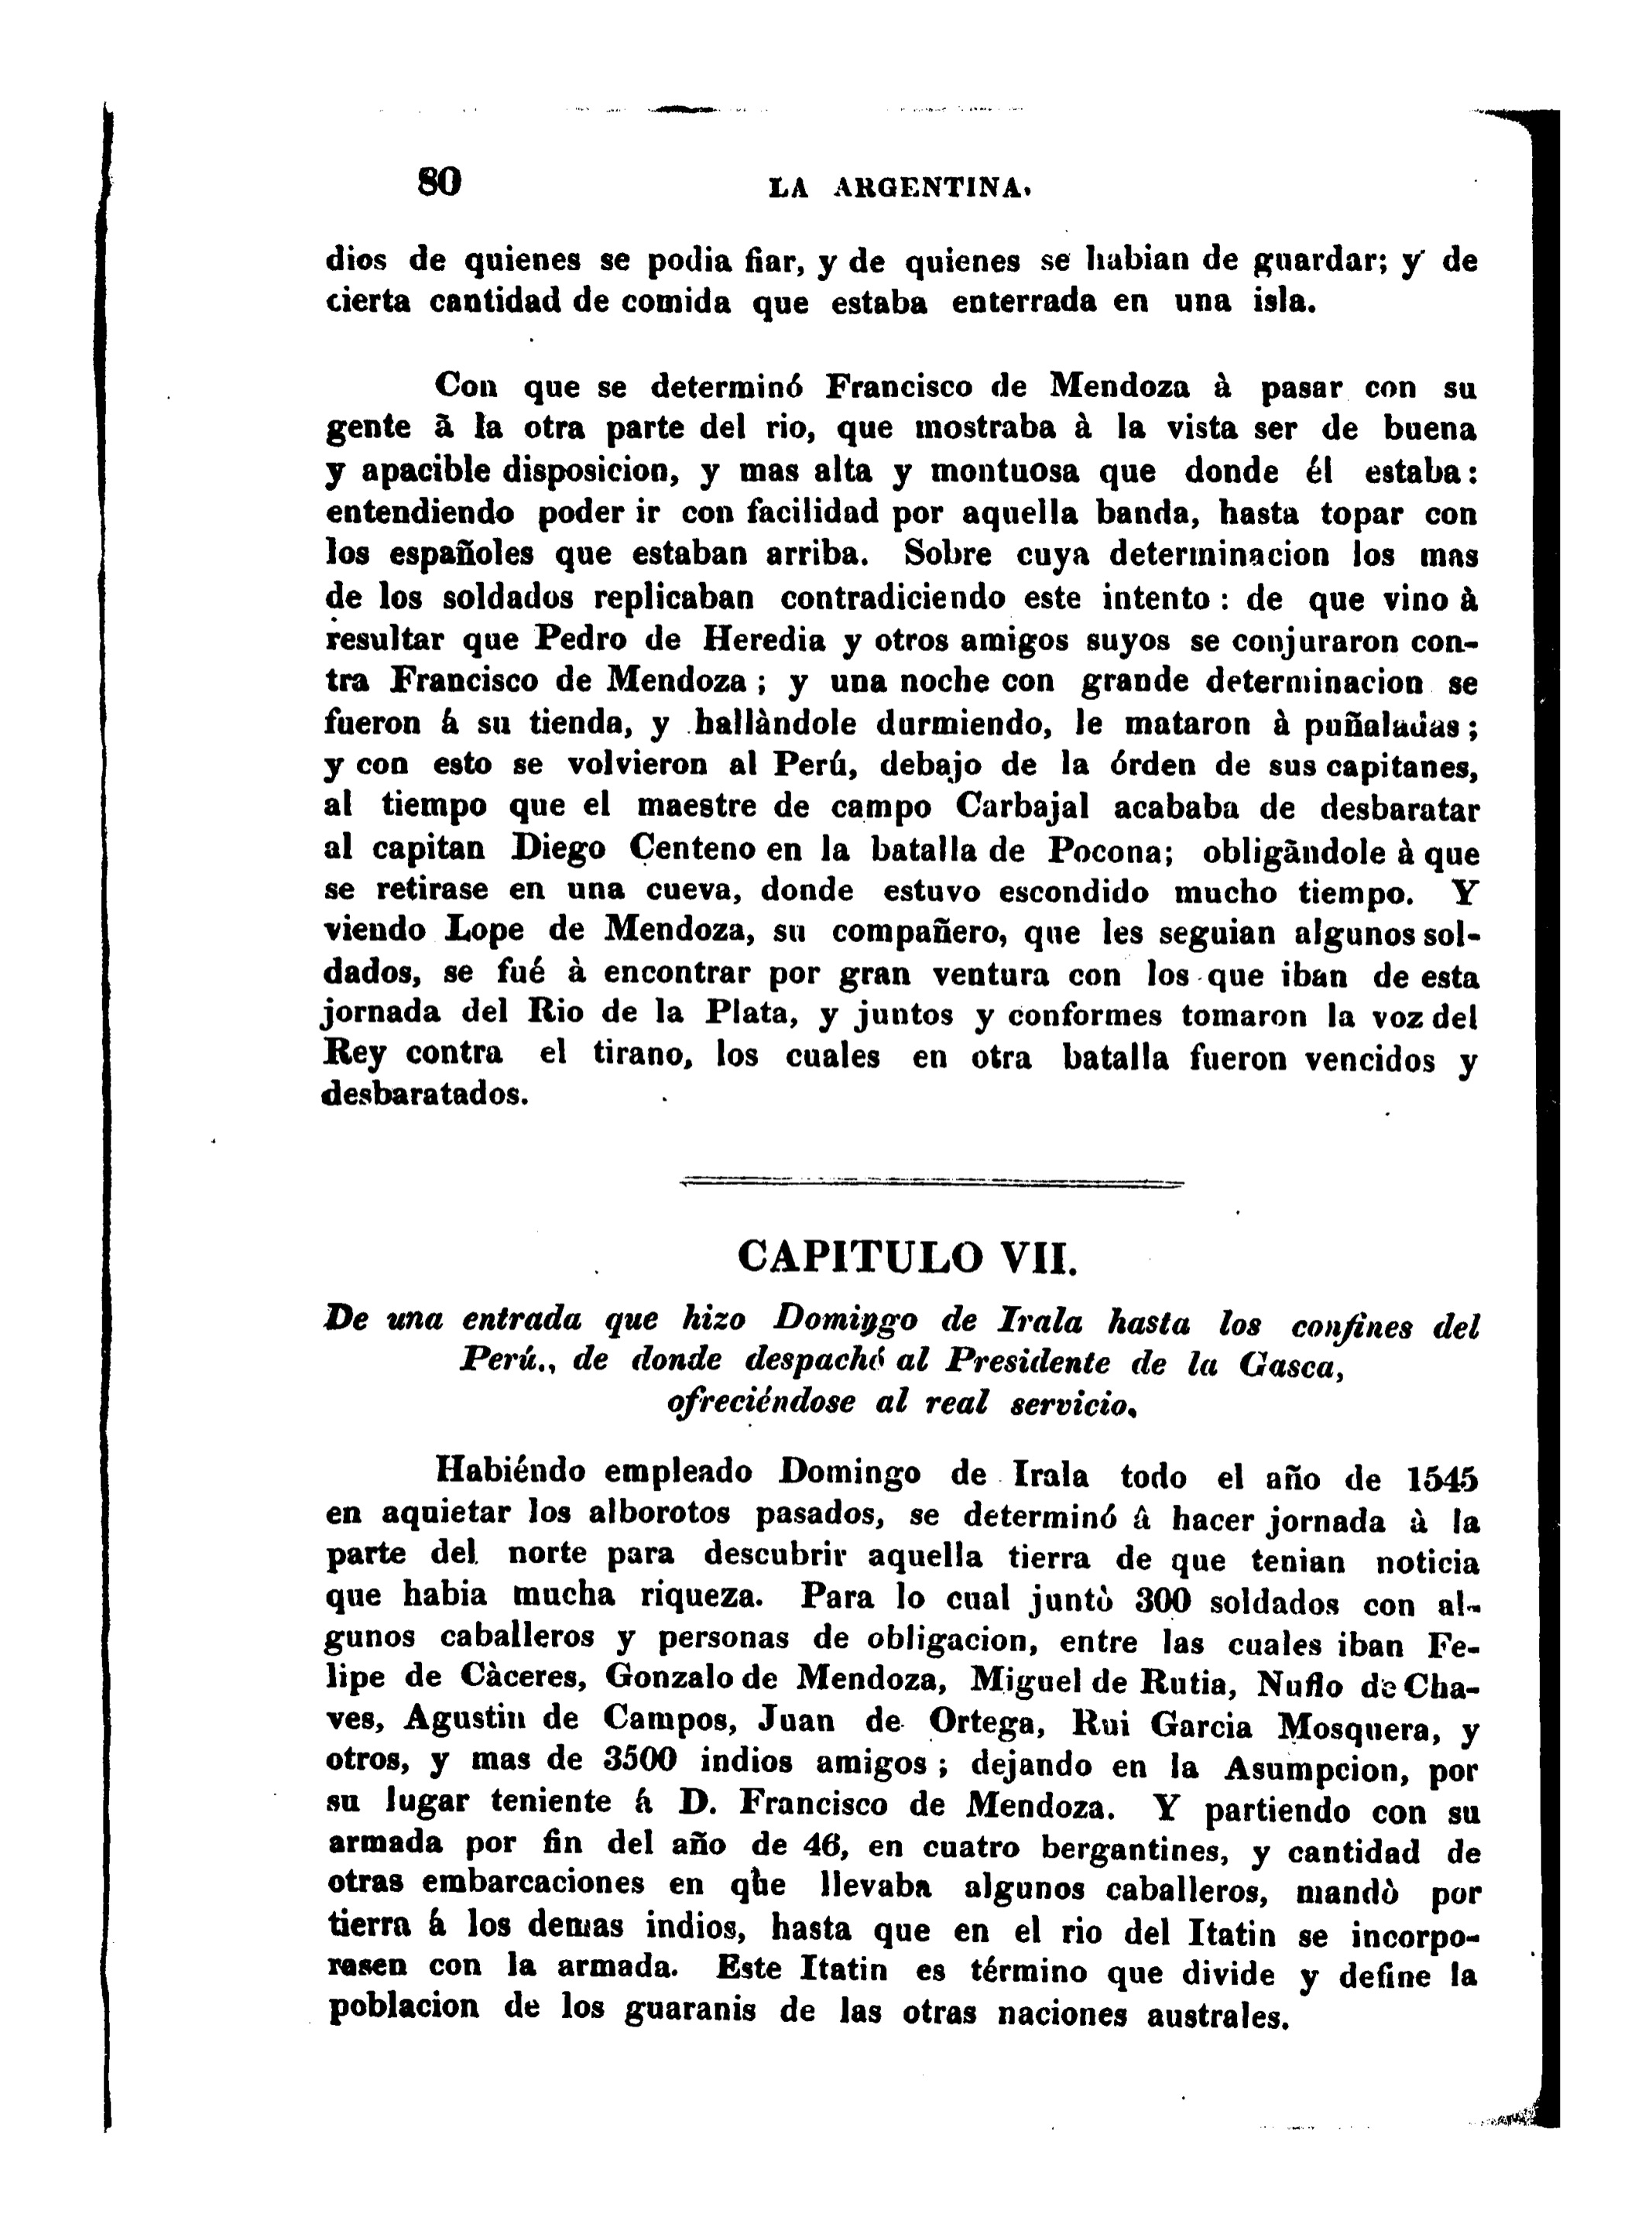 80 LA ARGENTINA.
dios de quienes se podia fiar, y de quienes se habian de guardar; y de
cierta cantidad de comida que estaba enterrada en una isla.
Con que se determinó Francisco de Mendoza à pasar con su
gente ã la otra parte del rio, que mostraba à la vista ser de buena
y apacible disposicion, y mas alta y montuosa que donde él estaba:
entendiendo poder ir con facilidad por aquella banda, hasta topar con
los españoles que estaban arriba. Sobre cuya determinacion los mas
de los soldados replicaban contradiciendo este intento : de que vino à
resultar que Pedro de Heredia y otros amigos suyos se conjuraron con-
tra Francisco de Mendoza ; y una noche con grande determinacion se
fueron á su tienda, y hallàndole durmiendo, le mataron à puñaladas ;
y con esto se volvieron al Perú, debajo de la órden de sus capitanes,
al tiempo que el maestre de campo Carbajal acababa de desbaratar
al capitan Diego Centeno en la batalla de Pocona; obligãndole à que
se retirase en una cueva, donde estuvo escondido mucho tiempo. Y
viendo Lope de Mendoza, su compañero, que les seguian algunos sol-
dados, se fué à encontrar por gran ventura con los que iban de esta
jornada del Rio de la Plata, y juntos y conformes tomaron la voz del
Rey contra el tirano, los cuales en otra batalla fueron vencidos y
desbaratados.
CAPITULO VII.
De una entrada que hizo Domingo de Irala hasta los confines del
Perú., de donde despachó al Presidente de la Gasca,
ofreciéndose al real servicio.
Habiéndo empleado Domingo de Irala todo el año de 1545
en aquietar los alborotos pasados, se determinó â hacer jornada à la
parte del norte para descubrir aquella tierra de que tenian noticia
que habia mucha riqueza. Para lo cual juntò 300 soldados con al-
gunos caballeros y personas de obligacion, entre las cuales iban Fe-
lipe de Càceres, Gonzalo de Mendoza, Miguel de Rutia, Nuflo de Cha-
ves, Agustin de Campos, Juan de Ortega, Rui Garcia Mosquera, y
otros, y mas de 3500 indios amigos ; dejando en la Asumpcion, por
su lugar teniente á D. Francisco de Mendoza. Y partiendo con su
armada por fin del año de 46, en cuatro bergantines, y cantidad de
otras embarcaciones en que llevaba algunos caballeros, mandò por
tierra á los demas indios, hasta que en el rio del Itatin se incorpo-
rasen con la armada. Este Itatin es término que divide y define la
poblacion de los guaranis de las otras naciones australes.